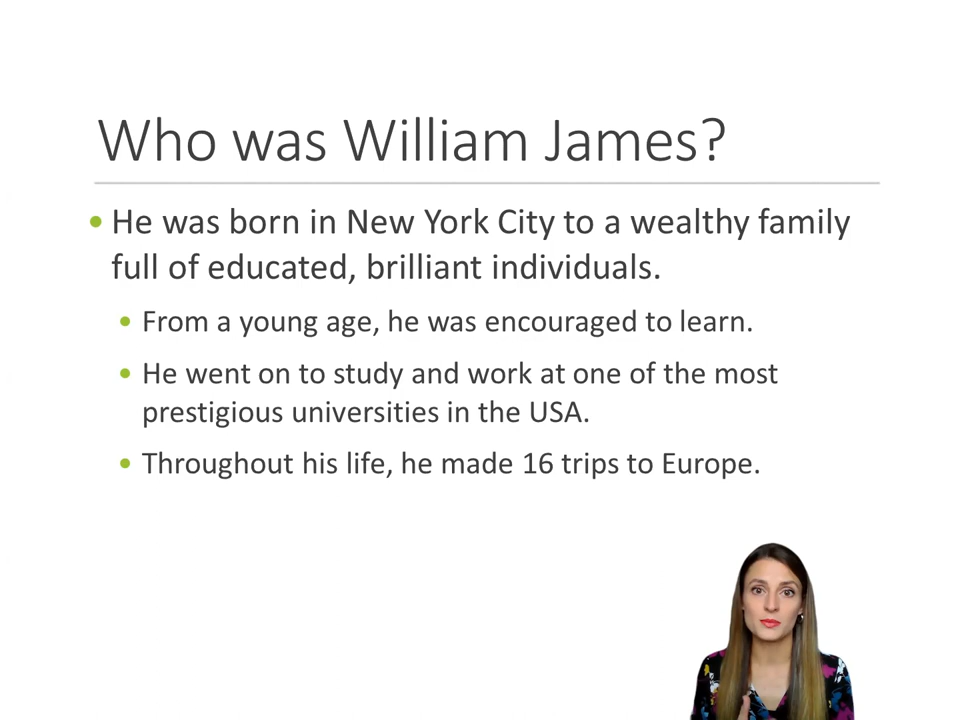 Who was William James?
• He was born in New York City to a wealthy family
full of educated, brilliant individuals.
• From a young age, he was encouraged to learn.
• He went on to study and work at one of the most
prestigious universities in the USA.
• Throughout his life, he made 16 trips to Europe.